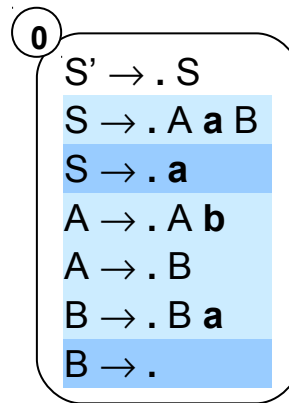 0
S’ → . S
S → . A a B
S → . a
A → . A b
A → . B
B → . B a
B → .